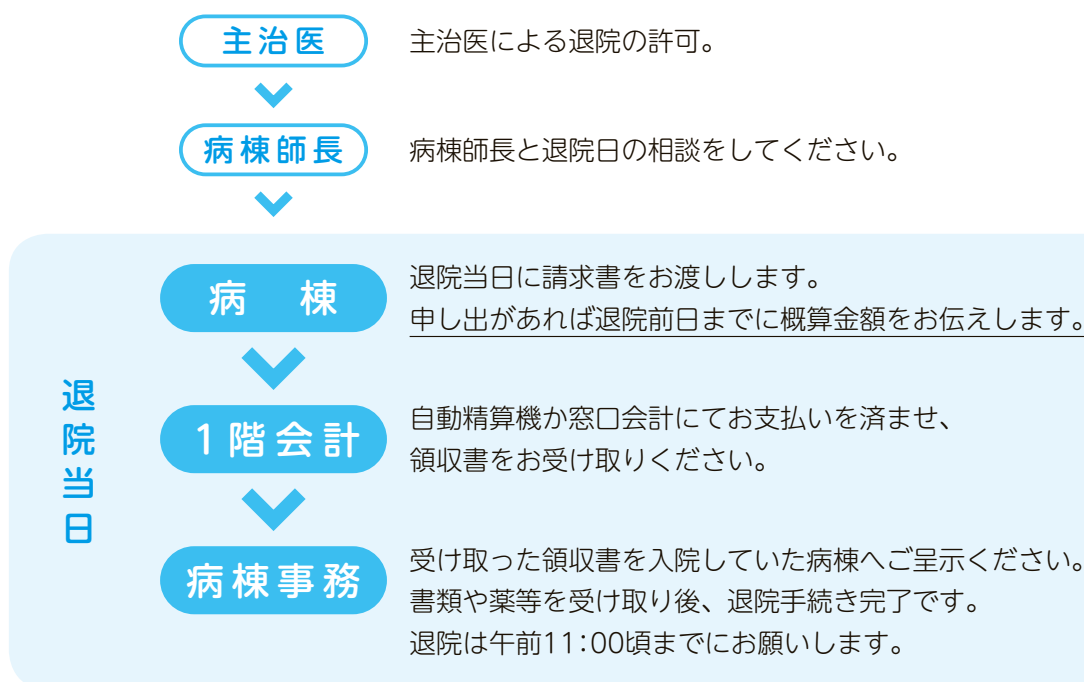 主治医
主治医による退院の許可。
病棟師長
病棟師長と退院日の相談をしてください。
退院当日
病　棟
退院当日に請求書をお渡しします。
申し出があれば退院前日までに概算金額をお伝えします。
1階会計
自動精算機か窓口会計にてお支払いを済ませ、
領収書をお受け取りください。
病棟事務
受け取った領収書を入院していた病棟へご呈示ください。
書類や薬等を受け取り後、退院手続き完了です。
退院は午前11:00頃までにお願いします。